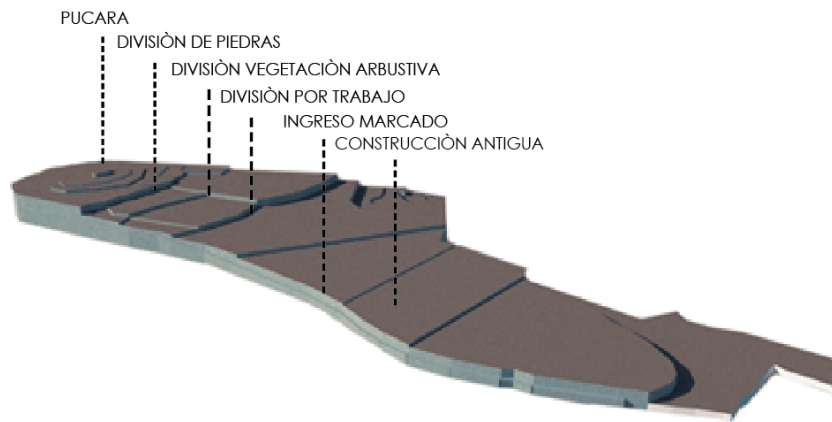 PUCARA
DIVISIÒN DE PIEDRAS
DIVISIÒN VEGETACIÒN ARBUSTIVA
DIVISIÒN POR TRABAJO
INGRESO MARCADO
CONSTRUCCIÒN ANTIGUA